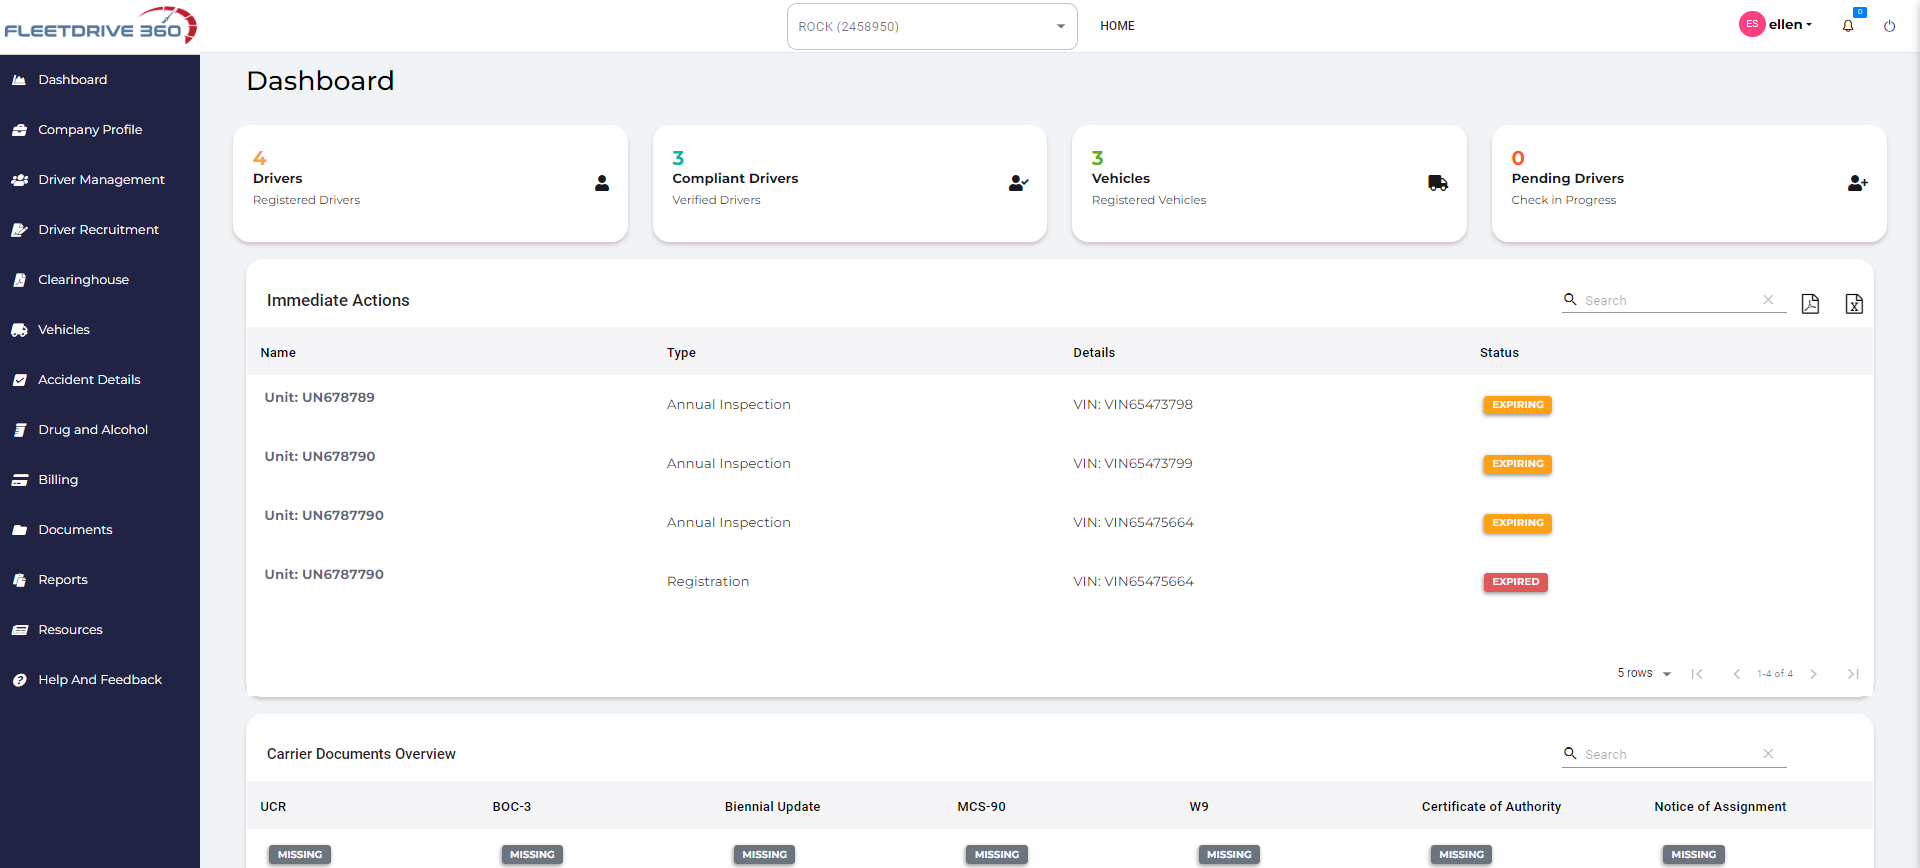 FLEETDRIVE 360
ROCK (2458950)
HOME
ES
ellen
0
Dashboard
Company Profile
Driver Management
Driver Recruitment
Clearinghouse
Vehicles
Accident Details
Drug and Alcohol
Billing
Documents
Reports
Resources
Help And Feedback
Dashboard
4
Drivers
Registered Drivers
3
Compliant Drivers
Verified Drivers
3
Vehicles
Registered Vehicles
0
Pending Drivers
Check in Progress
Immediate Actions
Search
Name Type Details Status
Unit: UN678789 Annual Inspection VIN: VIN65473798 EXPIRING
Unit: UN678790 Annual Inspection VIN: VIN65473799 EXPIRING
Unit: UN6787790 Annual Inspection VIN: VIN65475664 EXPIRING
Unit: UN6787790 Registration VIN: VIN65475664 EXPIRED
5 rows 1-4 of 4
Carrier Documents Overview
Search
UCR BOC-3 Biennial Update MCS-90 W9 Certificate of Authority Notice of Assignment
MISSING MISSING MISSING MISSING MISSING MISSING MISSING